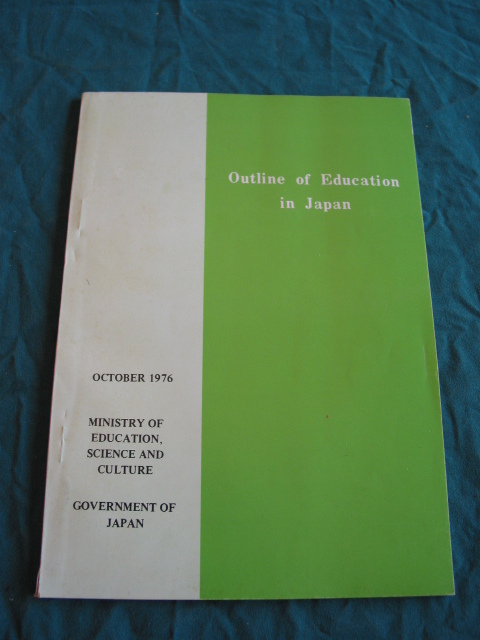 Outline of Education
in Japan
OCTOBER 1976
MINISTRY OF
EDUCATION,
SCIENCE AND
CULTURE
GOVERNMENT OF
JAPAN